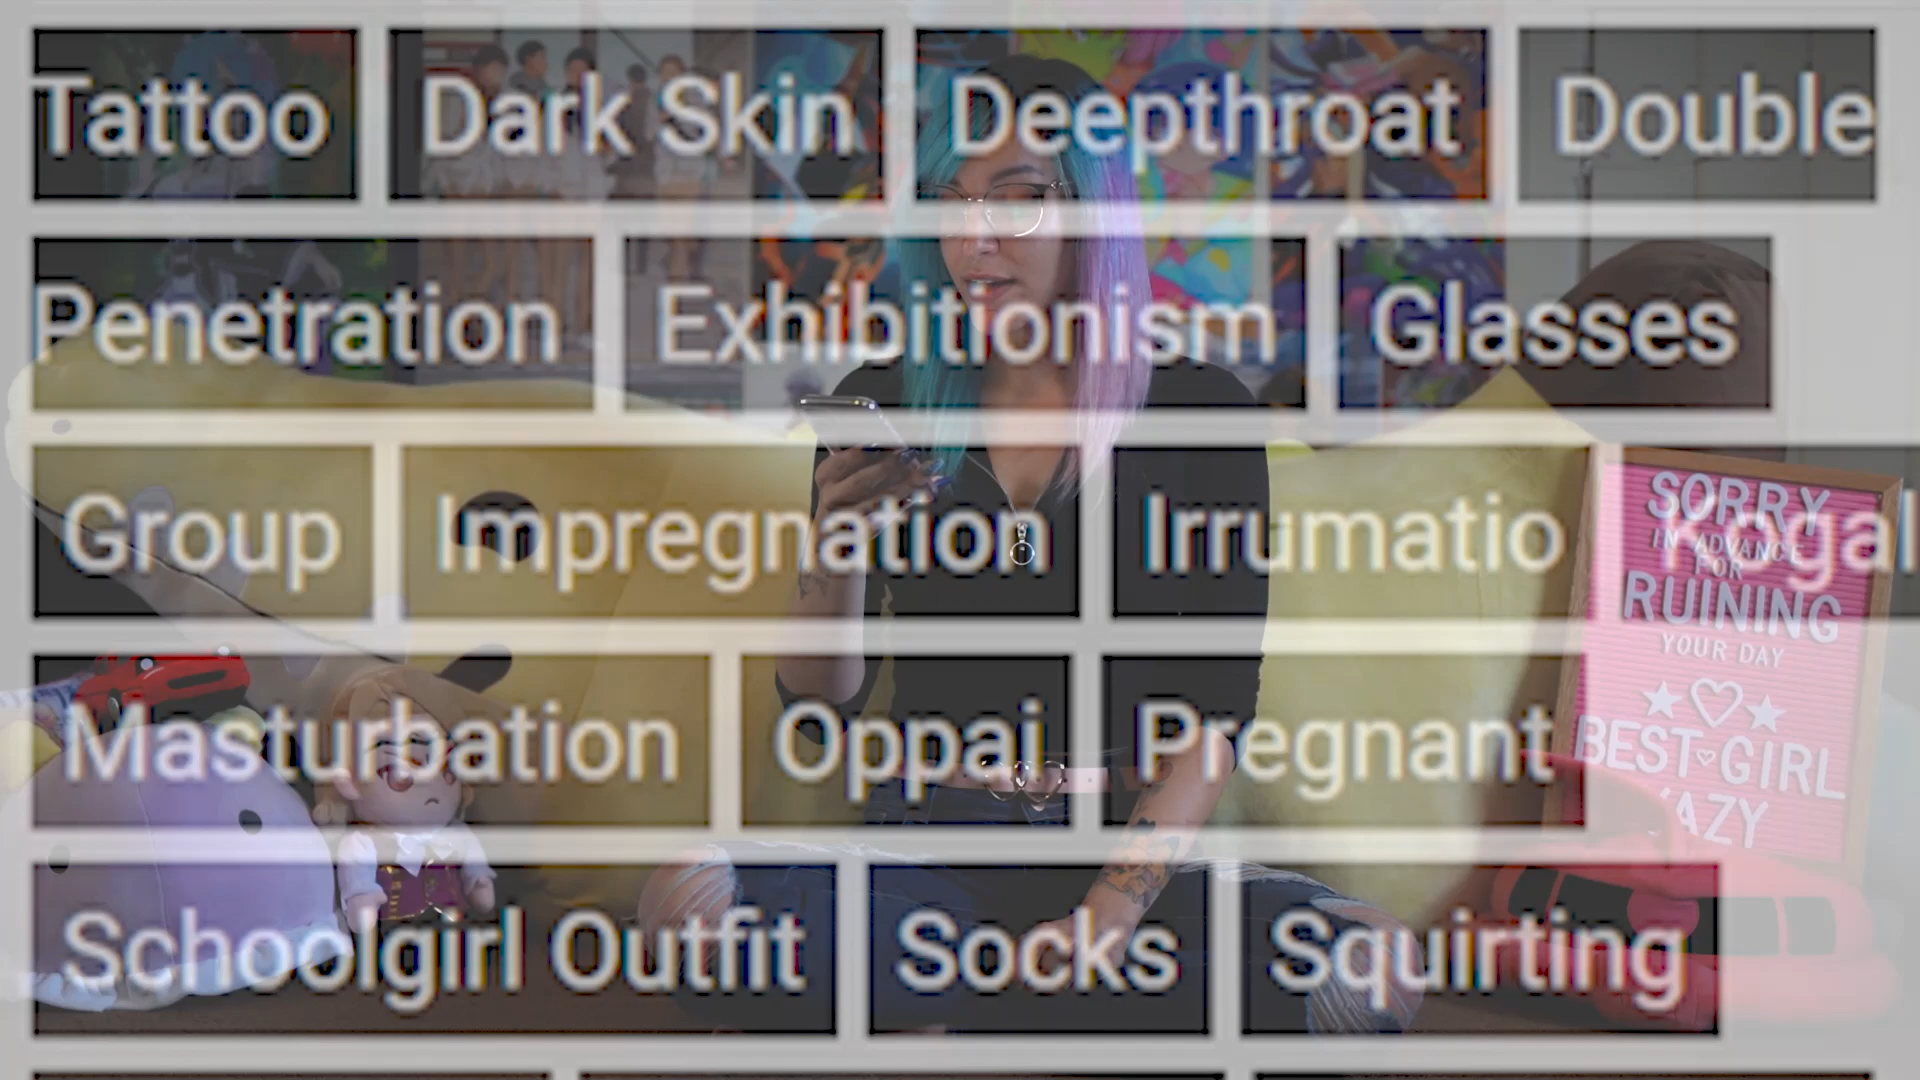 Tattoo Dark Skin Deepthroat Double
Penetration Exhibitionism Glasses
Group Impregnation Irrumatio
Masturbation Oppai Pregnant
Schoolgirl Outfit Socks Squirting
SORRY
IN ADVANCE
FOR
RUINING
YOUR DAY
BEST GIRL